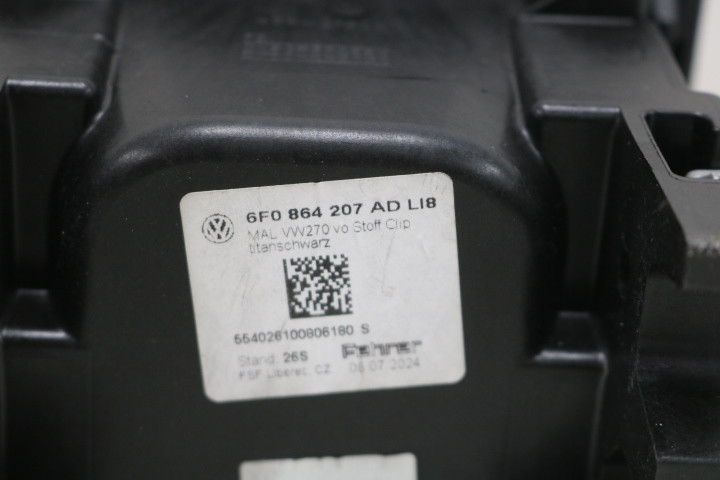 6F0 864 207 AD LI8
MAL VW270 vo Stoff Clip
titanschwarz
554026100806180 S
Stand: 26S Fehrer
FSF Liberec, CZ 08.07.2024